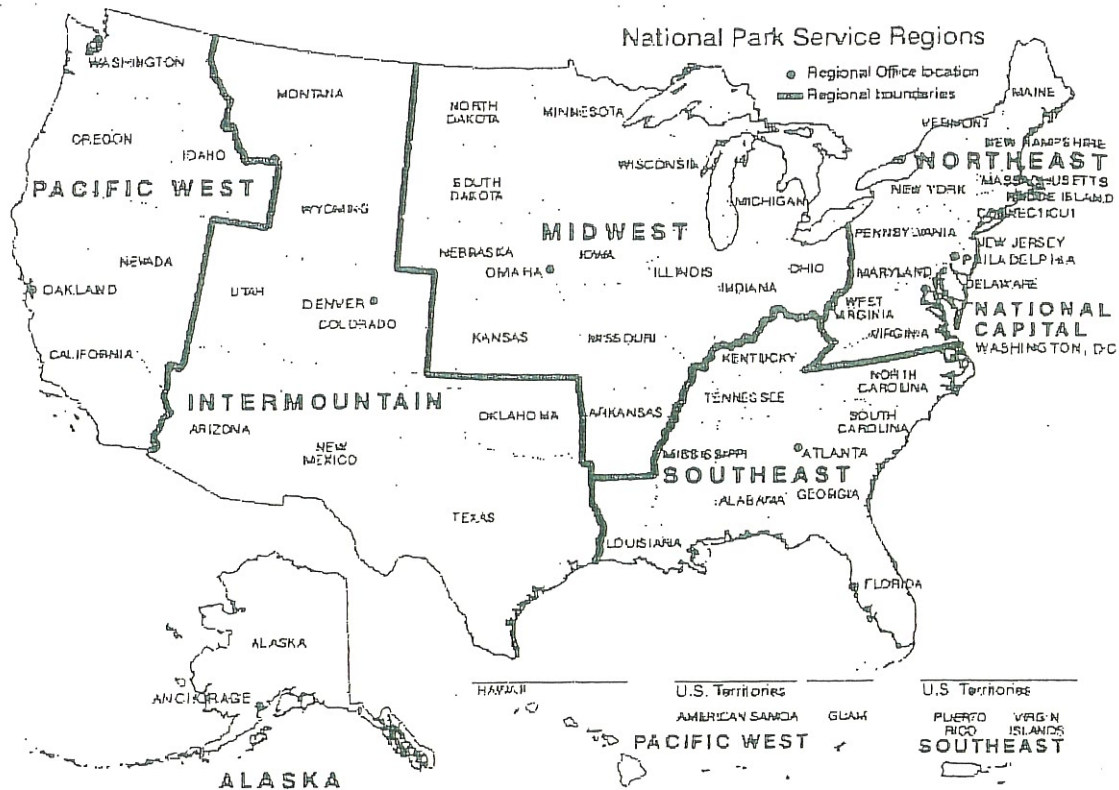 National Park Service Regions
Regional Office location
Regional boundaries
WASHINGTON
MONTANA
NORTH
DAKOTA
MINNESOTA
MAINE
VERMONT
NEW HAMPSHIRE
OREGON
IDAHO
WISCONSIN
NORTHEAST
PACIFIC WEST
SOUTH
DAKOTA
MICHIGAN
NEW YORK
MASSACHUSETTS
RHODE ISLAND
CONNECTICUT
WYOMING
MIDWEST
PENNSYLVANIA
NEVADA
NEBRASKA
IOWA
NEW JERSEY
PHILADELPHIA
OAKLAND
UTAH
OMAHA
ILLINOIS
INDIANA
OHIO
MARYLAND
DELAWARE
DENVER
COLORADO
WEST
VIRGINIA
NATIONAL
CAPITAL
WASHINGTON, DC
CALIFORNIA
KANSAS
MISSOURI
KENTUCKY
VIRGINIA
INTERMOUNTAIN
ARIZONA
NEW
MEXICO
OKLAHOMA
ARKANSAS
TENNESSEE
NORTH
CAROLINA
SOUTH
CAROLINA
MISSISSIPPI
ATLANTA
SOUTHEAST
ALABAMA
GEORGIA
TEXAS
LOUISIANA
FLORIDA
ALASKA
ANCHORAGE
ALASKA
HAWAII
U.S. Territories
AMERICAN SAMOA
GUAM
PACIFIC WEST
U.S. Territories
PUERTO
RICO
VIRGIN
ISLANDS
SOUTHEAST